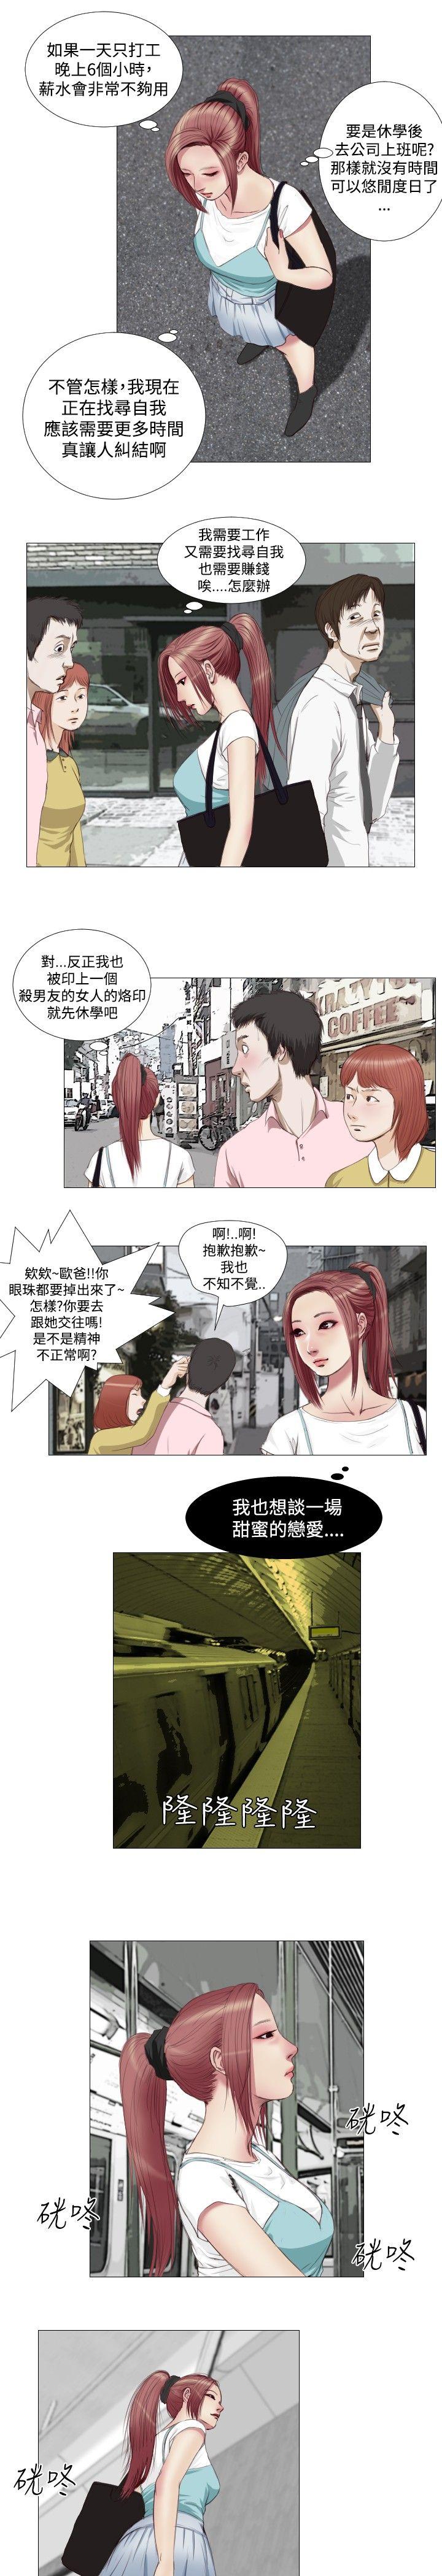 如果一天只打工
晚上6個小時,
薪水會非常不夠用
要是休學後
去公司上班呢?
那樣就沒有時間
可以悠閒度日了
...
不管怎樣,我現在
正在找尋自我
應該需要更多時間
真讓人糾結啊
我需要工作
又需要找尋自我
也需要賺錢
唉....怎麼辦
對...反正我也
被印上一個
殺男友的女人的烙印
就先休學吧
COFFEE
欸欸~歐爸!!你
眼珠都要掉出來了~
怎樣?你要去
跟她交往嗎!
是不是精神
不正常啊?
啊!..啊!
抱歉抱歉~
我也
不知不覺..
我也想談一場
甜蜜的戀愛....
隆隆隆隆
硄咚
硄咚
硄咚
硄咚